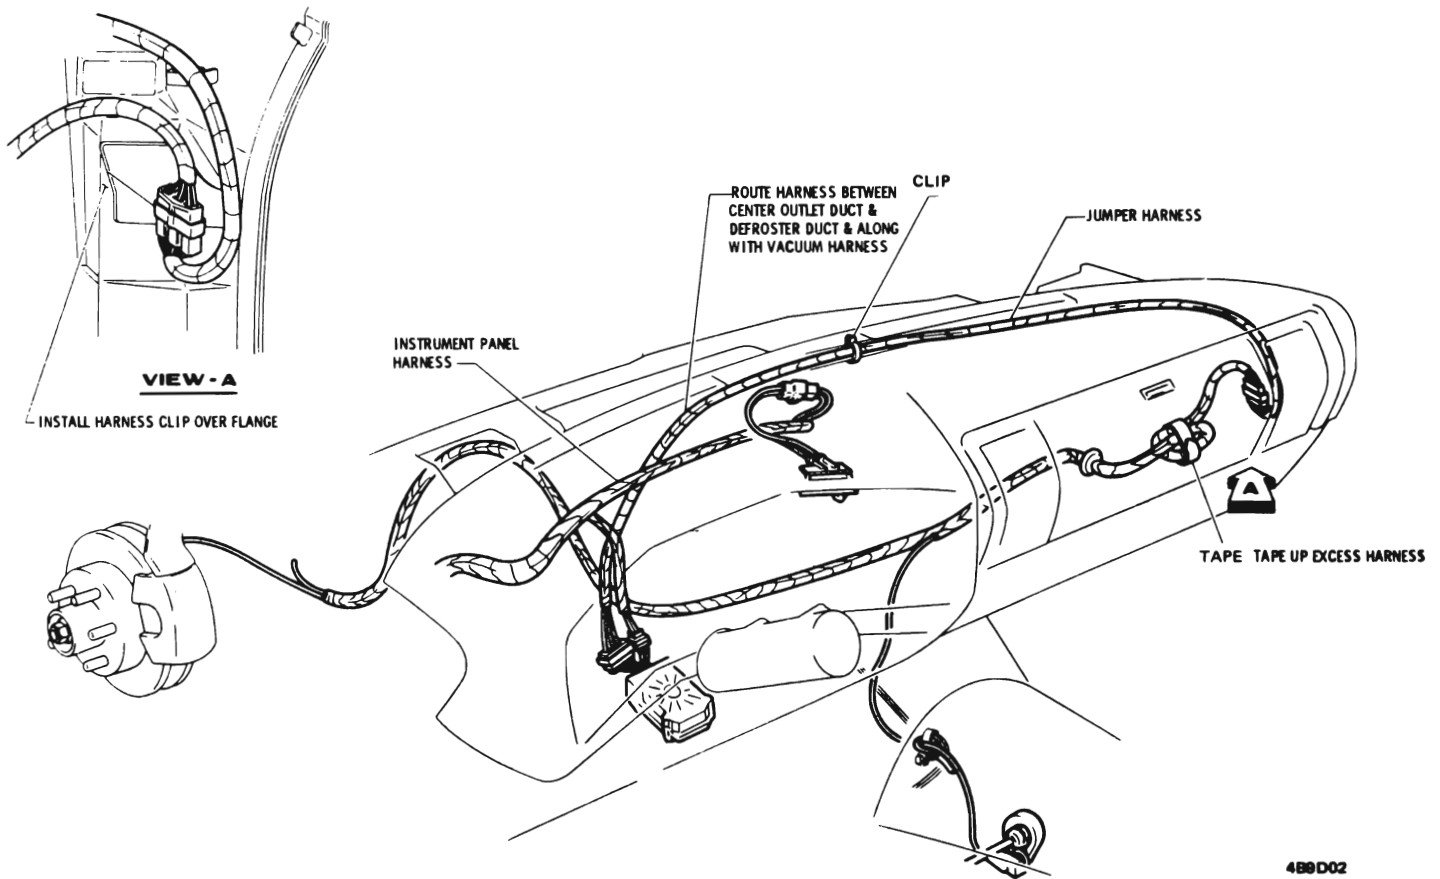 ROUTE HARNESS BETWEEN
CENTER OUTLET DUCT &
DEFROSTER DUCT & ALONG
WITH VACUUM HARNESS
CLIP
JUMPER HARNESS
INSTRUMENT PANEL
HARNESS
VIEW-A
INSTALL HARNESS CLIP OVER FLANGE
A
TAPE TAPE UP EXCESS HARNESS
4B9D02